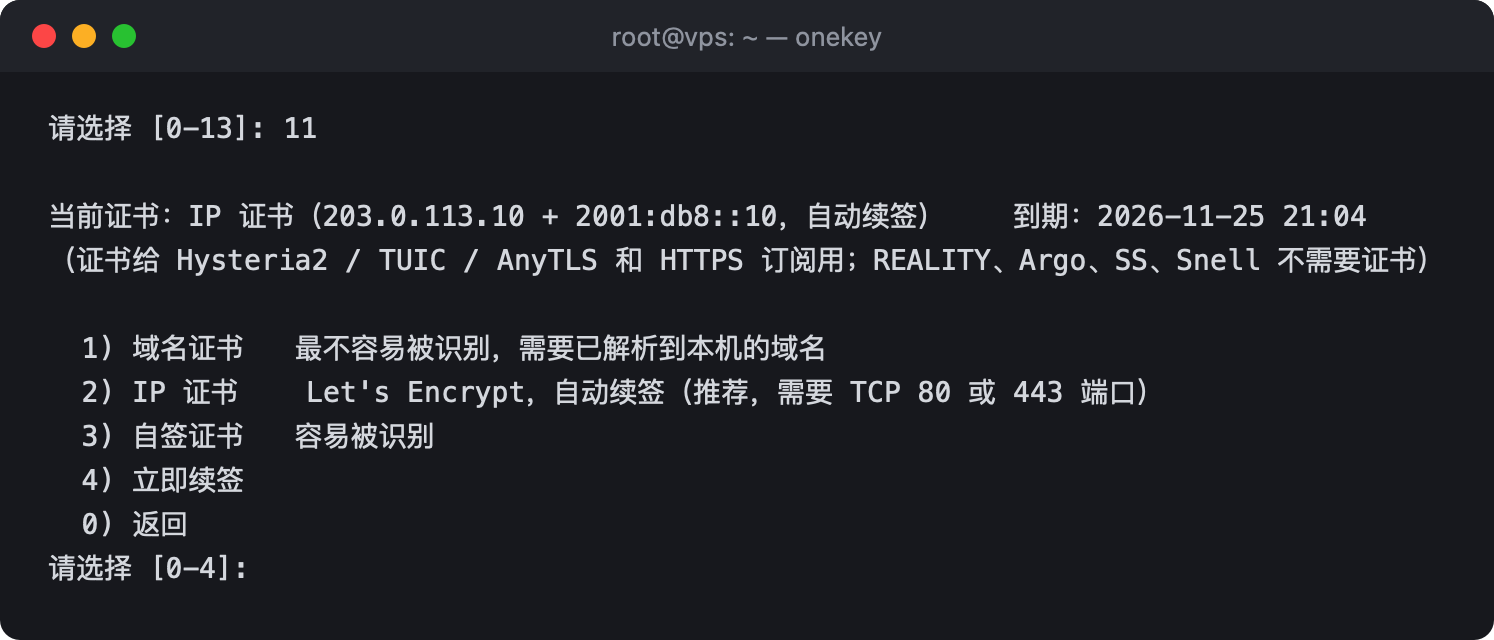 root@vps: ~ — onekey
请选择 [0-13]: 11
当前证书：IP 证书（203.0.113.10 + 2001:db8::10，自动续签）    到期：2026-11-25 21:04
（证书给 Hysteria2 / TUIC / AnyTLS 和 HTTPS 订阅用；REALITY、Argo、SS、Snell 不需要证书）
1) 域名证书   最不容易被识别，需要已解析到本机的域名
2) IP 证书    Let's Encrypt，自动续签（推荐，需要 TCP 80 或 443 端口）
3) 自签证书   容易被识别
4) 立即续签
0) 返回
请选择 [0-4]: